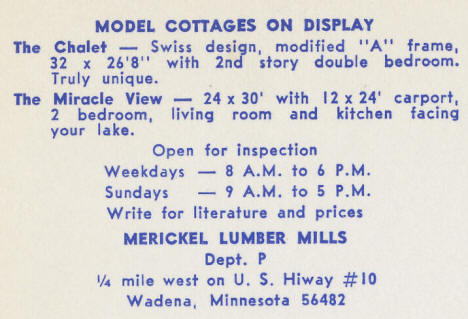 MODEL COTTAGES ON DISPLAY
The Chalet — Swiss design, modified "A" frame,
32 x 26'8" with 2nd story double bedroom.
Truly unique.
The Miracle View — 24 x 30' with 12 x 24' carport,
2 bedroom, living room and kitchen facing
your lake.
Open for inspection
Weekdays — 8 A.M. to 6 P.M.
Sundays — 9 A.M. to 5 P.M.
Write for literature and prices
MERICKEL LUMBER MILLS
Dept. P
¼ mile west on U. S. Hiway #10
Wadena, Minnesota 56482